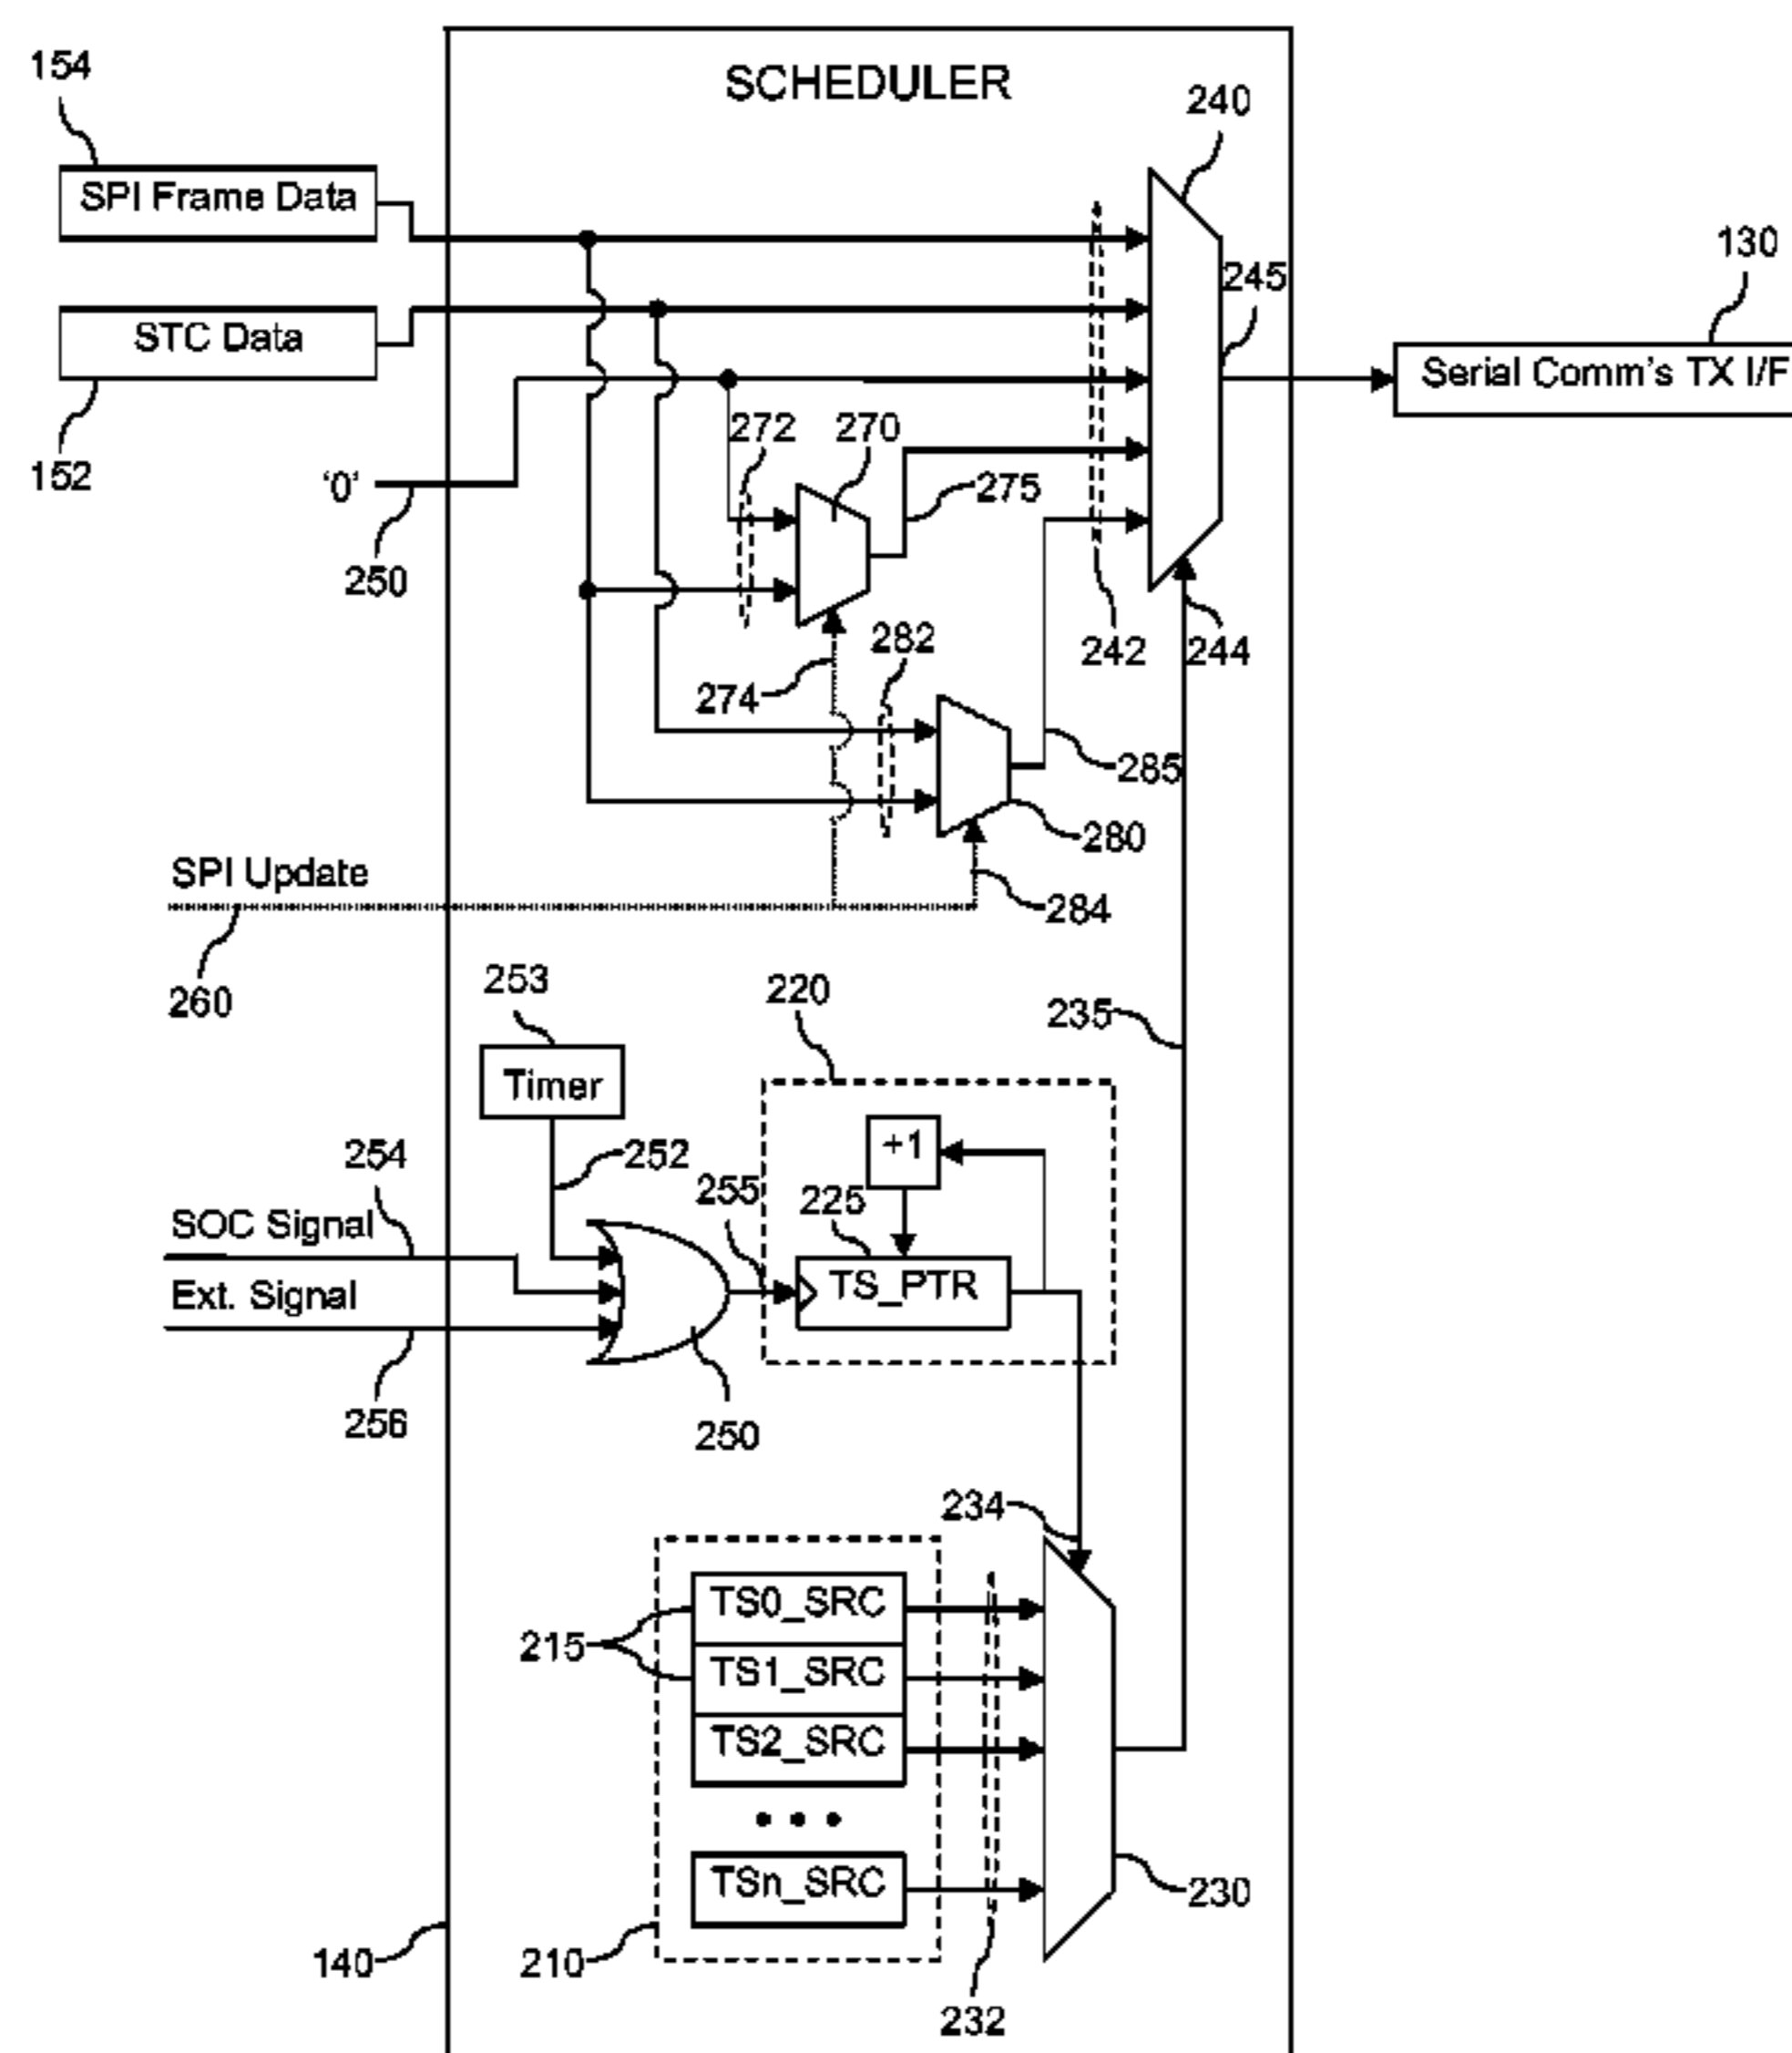 154
SCHEDULER
240
SPI Frame Data
130
245
STC Data
Serial Comm's TX I/F
272
270
152
'0'
275
250
282
242
244
274
285
280
SPI Update
284
260
253
220
235
Timer
254
252
255
225
+1
SOC Signal
TS_PTR
Ext. Signal
256
250
234
TS0_SRC
215
TS1_SRC
TS2_SRC
• • •
TSn_SRC
230
140
210
232